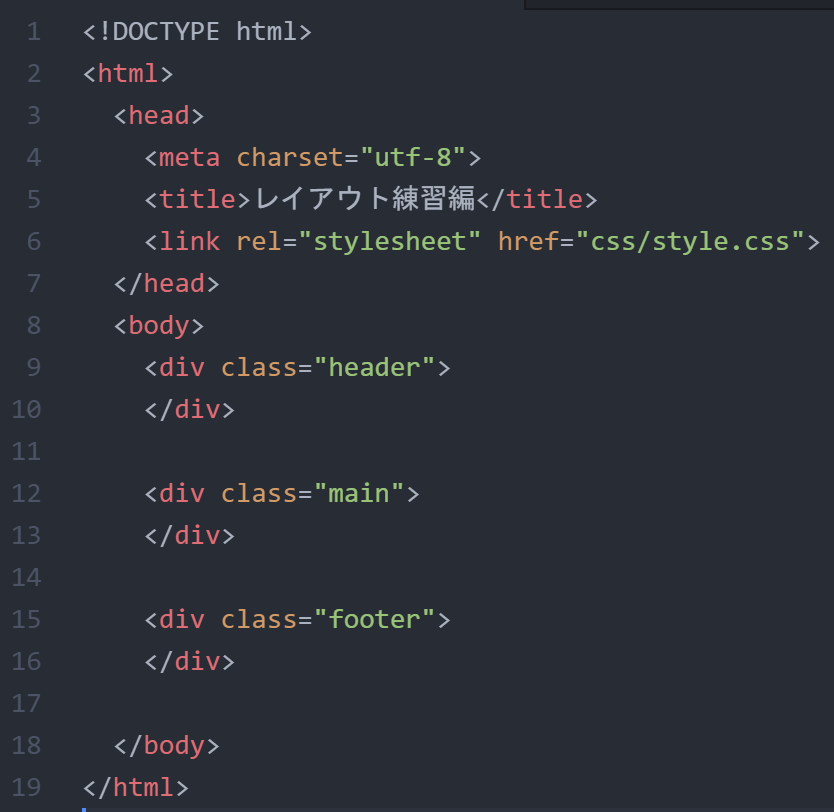 1 <!DOCTYPE html>
2 <html>
3   <head>
4     <meta charset="utf-8">
5     <title>レイアウト練習編</title>
6     <link rel="stylesheet" href="css/style.css">
7   </head>
8   <body>
9     <div class="header">
10     </div>
11
12     <div class="main">
13     </div>
14
15     <div class="footer">
16     </div>
17
18   </body>
19 </html>